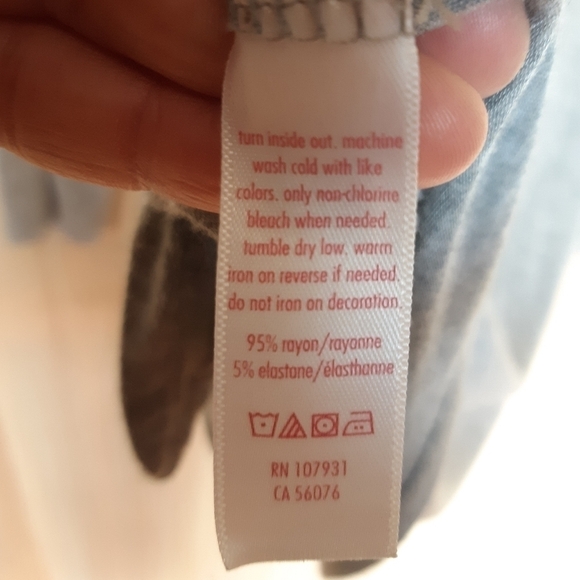 turn inside out. machine
wash cold with like
colors. only non-chlorine
bleach when needed.
tumble dry low. warm
iron on reverse if needed.
do not iron on decoration.
95% rayon/rayonne
5% elastane/élasthanne
RN 107931
CA 56076